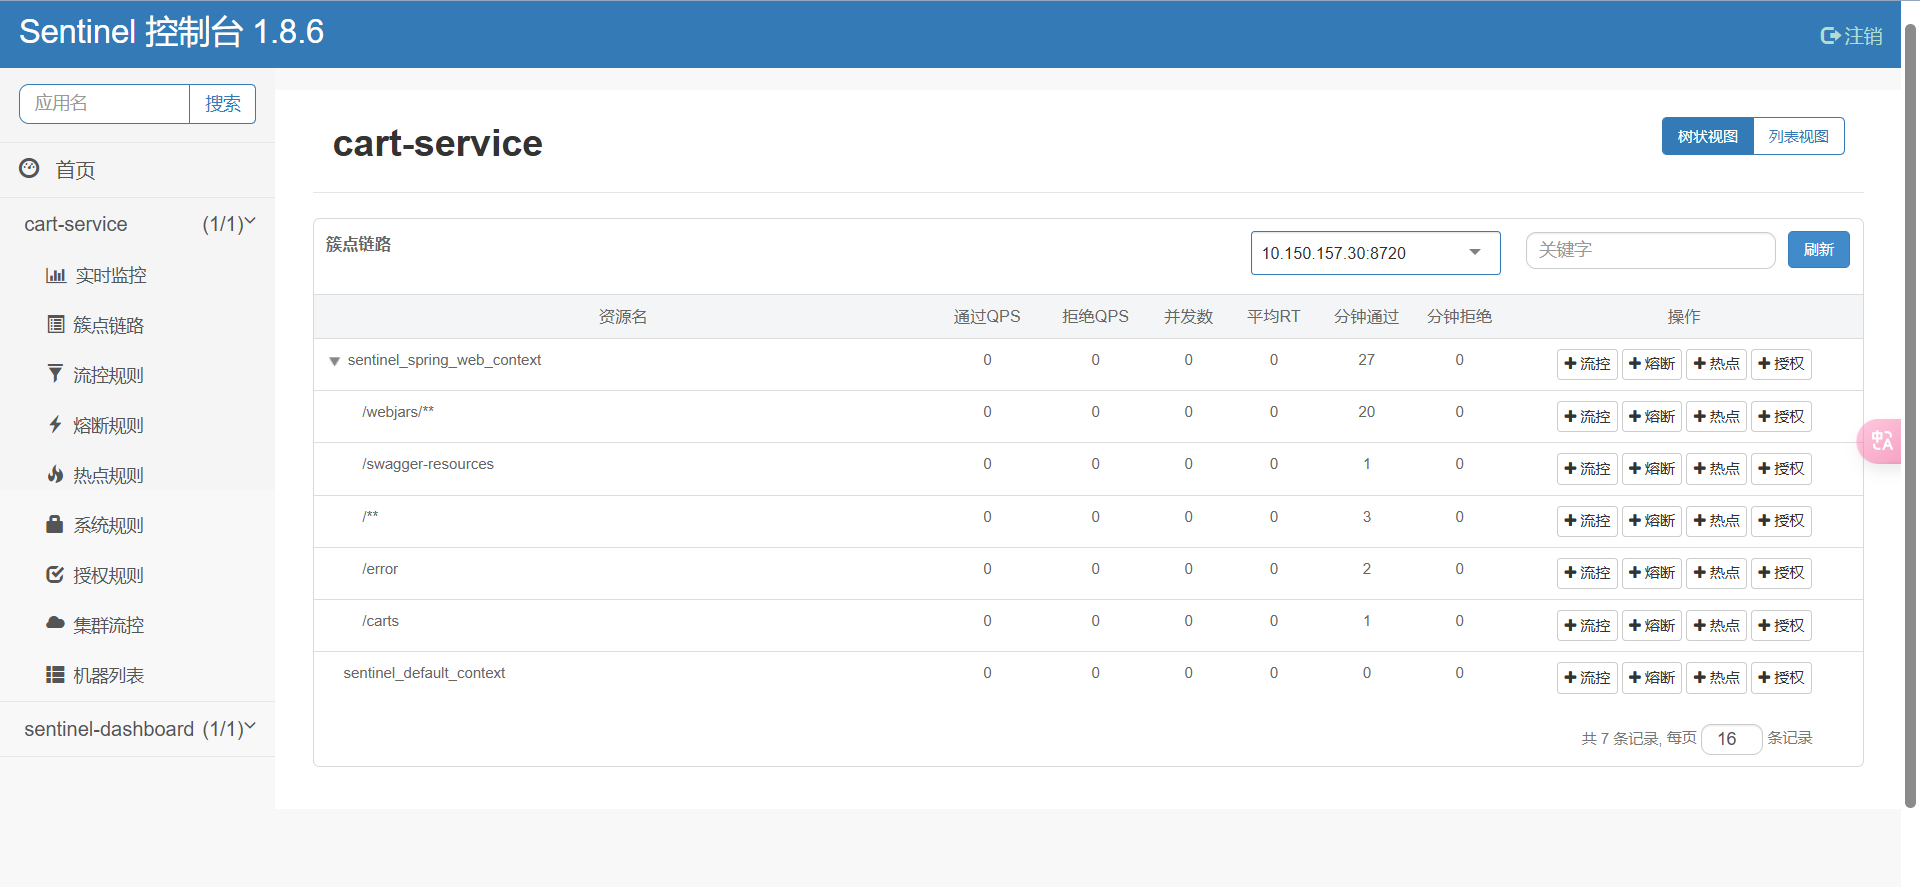 Sentinel 控制台 1.8.6
注销
应用名 搜索
首页
cart-service (1/1)
实时监控
簇点链路
流控规则
熔断规则
热点规则
系统规则
授权规则
集群流控
机器列表
sentinel-dashboard (1/1)
cart-service
树状视图 列表视图
簇点链路 10.150.157.30:8720 关键字 刷新
资源名 通过QPS 拒绝QPS 并发数 平均RT 分钟通过 分钟拒绝 操作
sentinel_spring_web_context 0 0 0 0 27 0 流控 熔断 热点 授权
/webjars/** 0 0 0 0 20 0 流控 熔断 热点 授权
/swagger-resources 0 0 0 0 1 0 流控 熔断 热点 授权
/** 0 0 0 0 3 0 流控 熔断 热点 授权
/error 0 0 0 0 2 0 流控 熔断 热点 授权
/carts 0 0 0 0 1 0 流控 熔断 热点 授权
sentinel_default_context 0 0 0 0 0 0 流控 熔断 热点 授权
共 7 条记录, 每页 16 条记录
中A